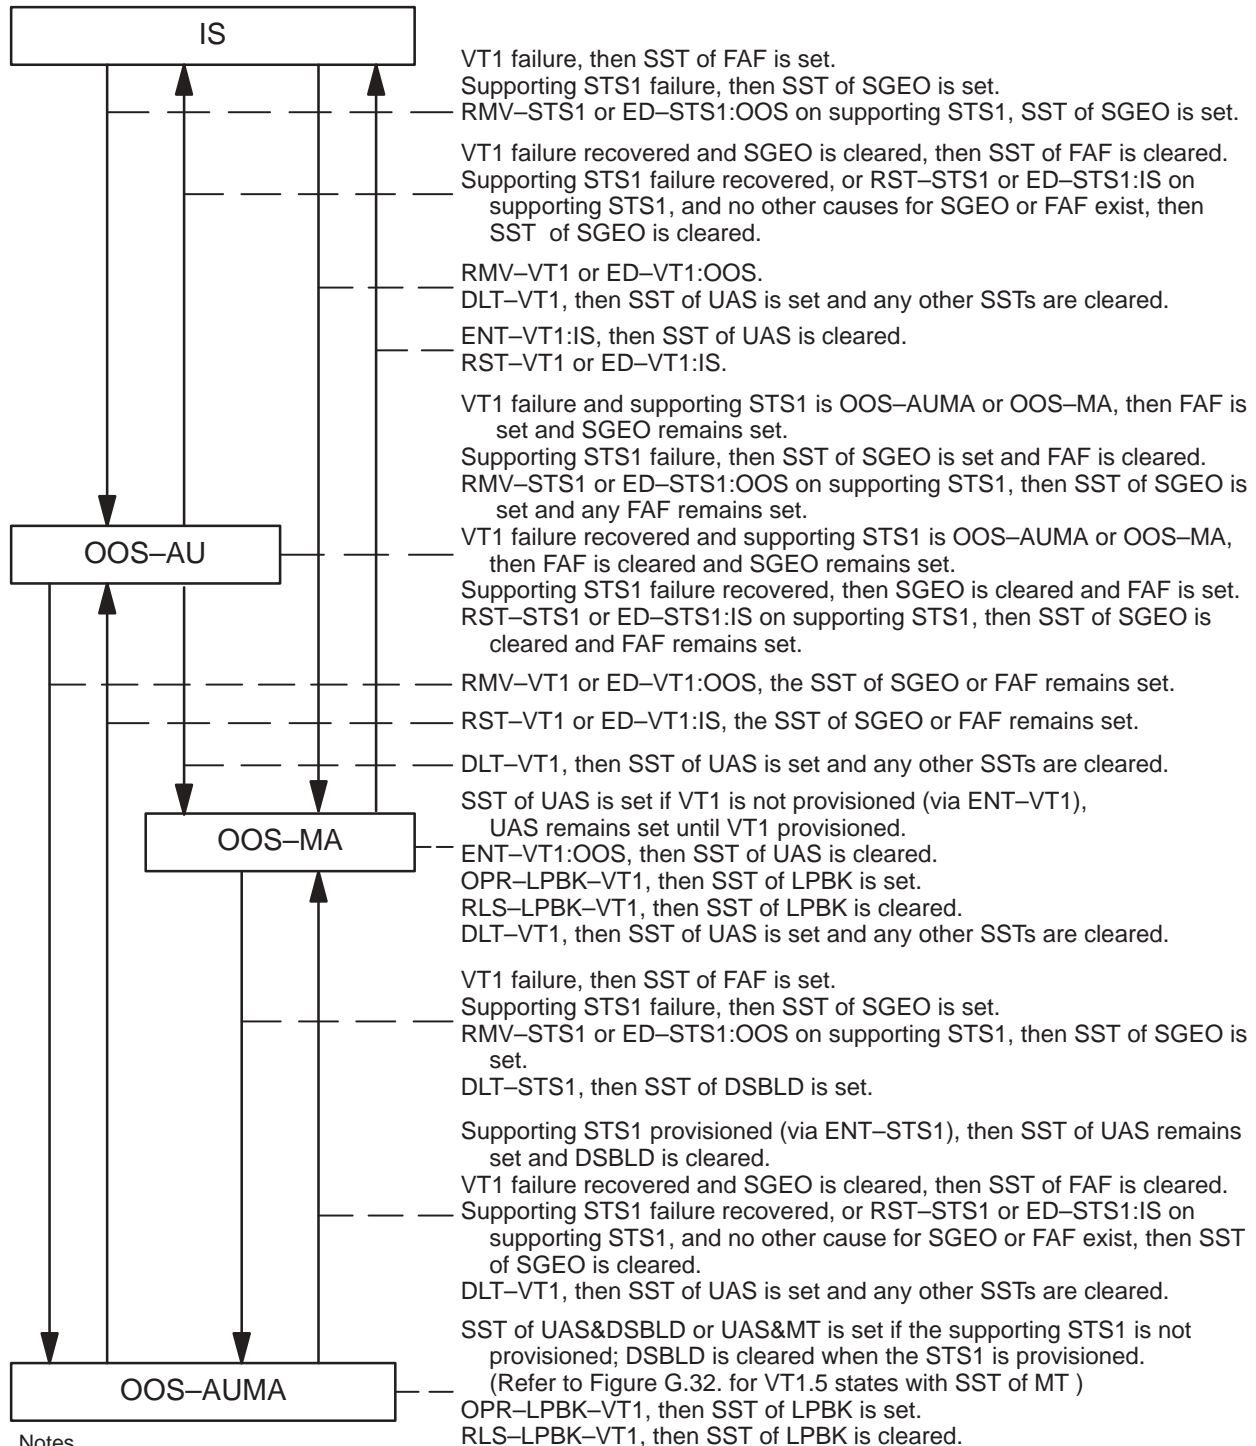 IS
VT1 failure, then SST of FAF is set.
Supporting STS1 failure, then SST of SGEO is set.
RMV–STS1 or ED–STS1:OOS on supporting STS1, SST of SGEO is set.
VT1 failure recovered and SGEO is cleared, then SST of FAF is cleared.
Supporting STS1 failure recovered, or RST–STS1 or ED–STS1:IS on
supporting STS1, and no other causes for SGEO or FAF exist, then
SST of SGEO is cleared.
RMV–VT1 or ED–VT1:OOS.
DLT–VT1, then SST of UAS is set and any other SSTs are cleared.
ENT–VT1:IS, then SST of UAS is cleared.
RST–VT1 or ED–VT1:IS.
VT1 failure and supporting STS1 is OOS–AUMA or OOS–MA, then FAF is
set and SGEO remains set.
Supporting STS1 failure, then SST of SGEO is set and FAF is cleared.
RMV–STS1 or ED–STS1:OOS on supporting STS1, then SST of SGEO is
set and any FAF remains set.
OOS–AU
VT1 failure recovered and supporting STS1 is OOS–AUMA or OOS–MA,
then FAF is cleared and SGEO remains set.
Supporting STS1 failure recovered, then SGEO is cleared and FAF is set.
RST–STS1 or ED–STS1:IS on supporting STS1, then SST of SGEO is
cleared and FAF remains set.
RMV–VT1 or ED–VT1:OOS, the SST of SGEO or FAF remains set.
RST–VT1 or ED–VT1:IS, the SST of SGEO or FAF remains set.
DLT–VT1, then SST of UAS is set and any other SSTs are cleared.
SST of UAS is set if VT1 is not provisioned (via ENT–VT1),
UAS remains set until VT1 provisioned.
OOS–MA
ENT–VT1:OOS, then SST of UAS is cleared.
OPR–LPBK–VT1, then SST of LPBK is set.
RLS–LPBK–VT1, then SST of LPBK is cleared.
DLT–VT1, then SST of UAS is set and any other SSTs are cleared.
VT1 failure, then SST of FAF is set.
Supporting STS1 failure, then SST of SGEO is set.
RMV–STS1 or ED–STS1:OOS on supporting STS1, then SST of SGEO is
set.
DLT–STS1, then SST of DSBLD is set.
Supporting STS1 provisioned (via ENT–STS1), then SST of UAS remains
set and DSBLD is cleared.
VT1 failure recovered and SGEO is cleared, then SST of FAF is cleared.
Supporting STS1 failure recovered, or RST–STS1 or ED–STS1:IS on
supporting STS1, and no other cause for SGEO or FAF exist, then SST
of SGEO is cleared.
DLT–VT1, then SST of UAS is set and any other SSTs are cleared.
SST of UAS&DSBLD or UAS&MT is set if the supporting STS1 is not
provisioned; DSBLD is cleared when the STS1 is provisioned.
(Refer to Figure G.32. for VT1.5 states with SST of MT )
OOS–AUMA
OPR–LPBK–VT1, then SST of LPBK is set.
RLS–LPBK–VT1, then SST of LPBK is cleared.
Notes